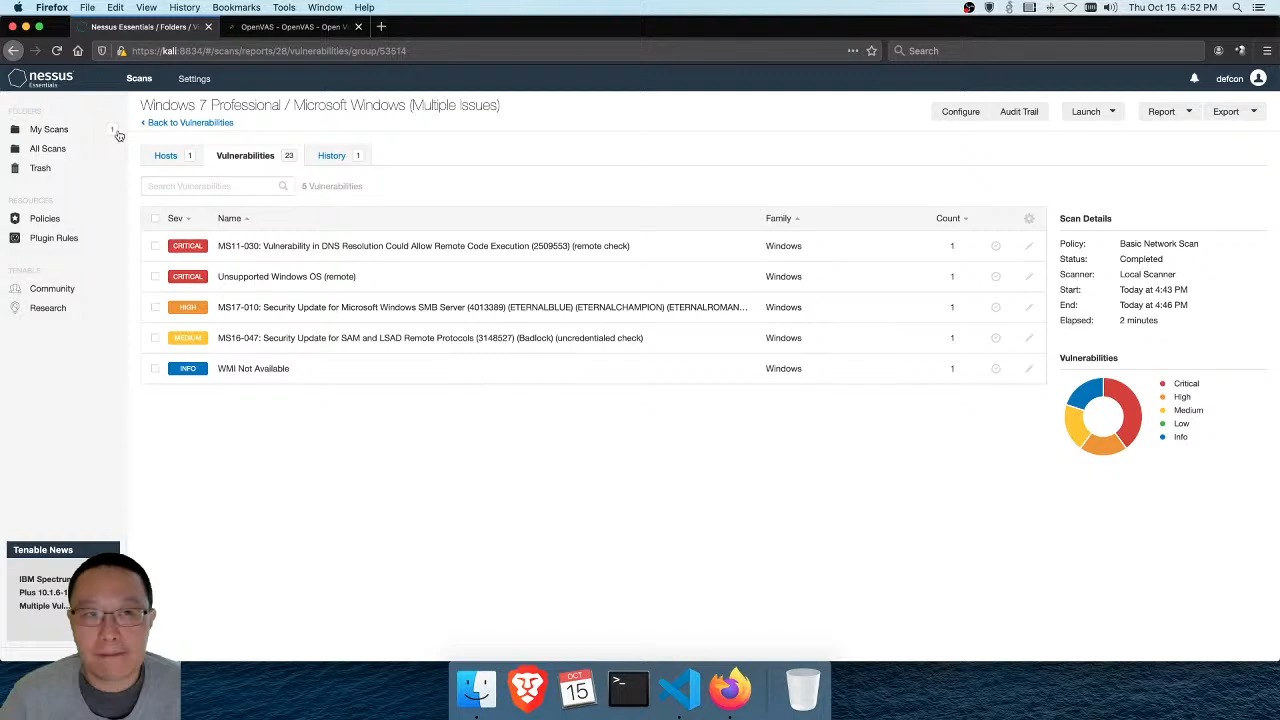 Firefox File Edit View History Bookmarks Tools Window Help Thu Oct 15 4:52 PM
Nessus Essentials / Folders / V OpenVAS - OpenVAS - Open V
https://kali:8834/#/scans/reports/28/vulnerabilities/group/53514 Search
nessus Essentials Scans Settings defcon
FOLDERS
My Scans 1
All Scans
Trash
RESOURCES
Policies
Plugin Rules
TENABLE
Community
Research
Tenable News
IBM Spectrum
Plus 10.1.6-1
Multiple Vul...
Windows 7 Professional / Microsoft Windows (Multiple Issues)
‹ Back to Vulnerabilities
Configure Audit Trail Launch Report Export
Hosts 1 Vulnerabilities 23 History 1
Search Vulnerabilities 5 Vulnerabilities
Sev Name Family Count
CRITICAL MS11-030: Vulnerability in DNS Resolution Could Allow Remote Code Execution (2509553) (remote check) Windows 1
CRITICAL Unsupported Windows OS (remote) Windows 1
HIGH MS17-010: Security Update for Microsoft Windows SMB Server (4013389) (ETERNALBLUE) (ETERNALCHAMPION) (ETERNALROMAN... Windows 1
MEDIUM MS16-047: Security Update for SAM and LSAD Remote Protocols (3148527) (Badlock) (uncredentialed check) Windows 1
INFO WMI Not Available Windows 1
Scan Details
Policy: Basic Network Scan
Status: Completed
Scanner: Local Scanner
Start: Today at 4:43 PM
End: Today at 4:46 PM
Elapsed: 2 minutes
Vulnerabilities
Critical
High
Medium
Low
Info
OCT
15